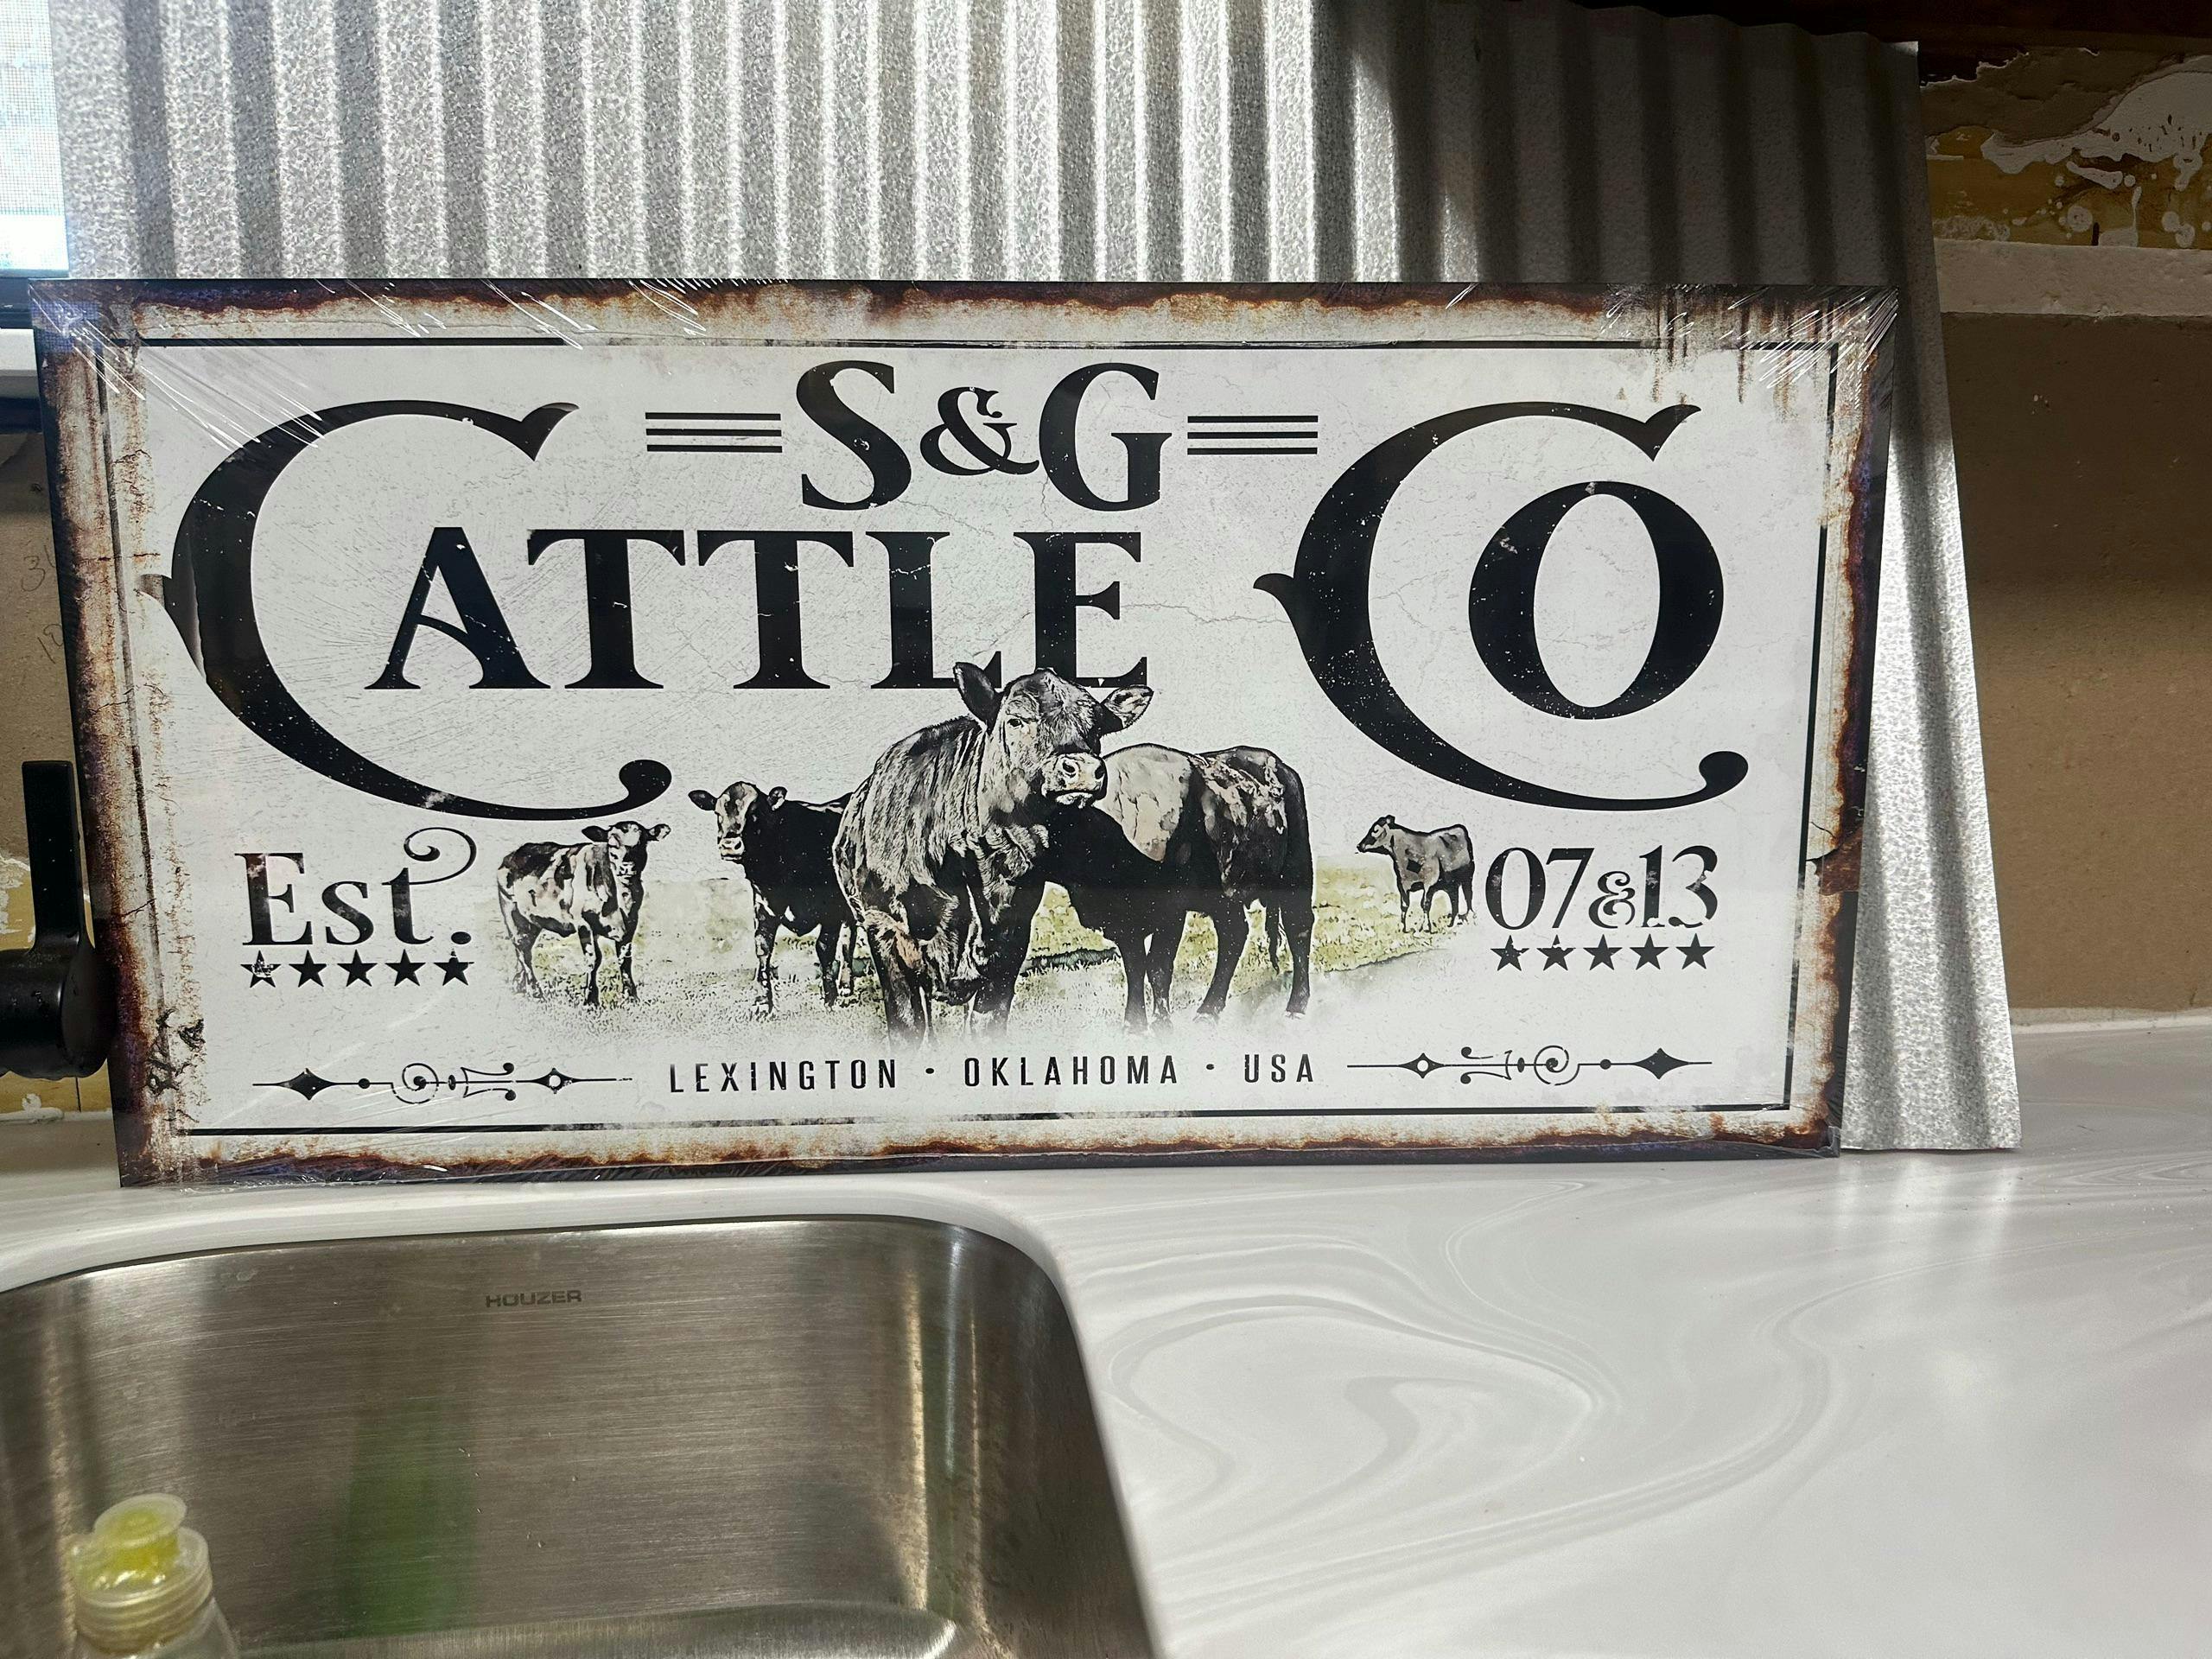 S&G
CATTLE CO
Est. 07&13
LEXINGTON • OKLAHOMA • USA
HOUZER